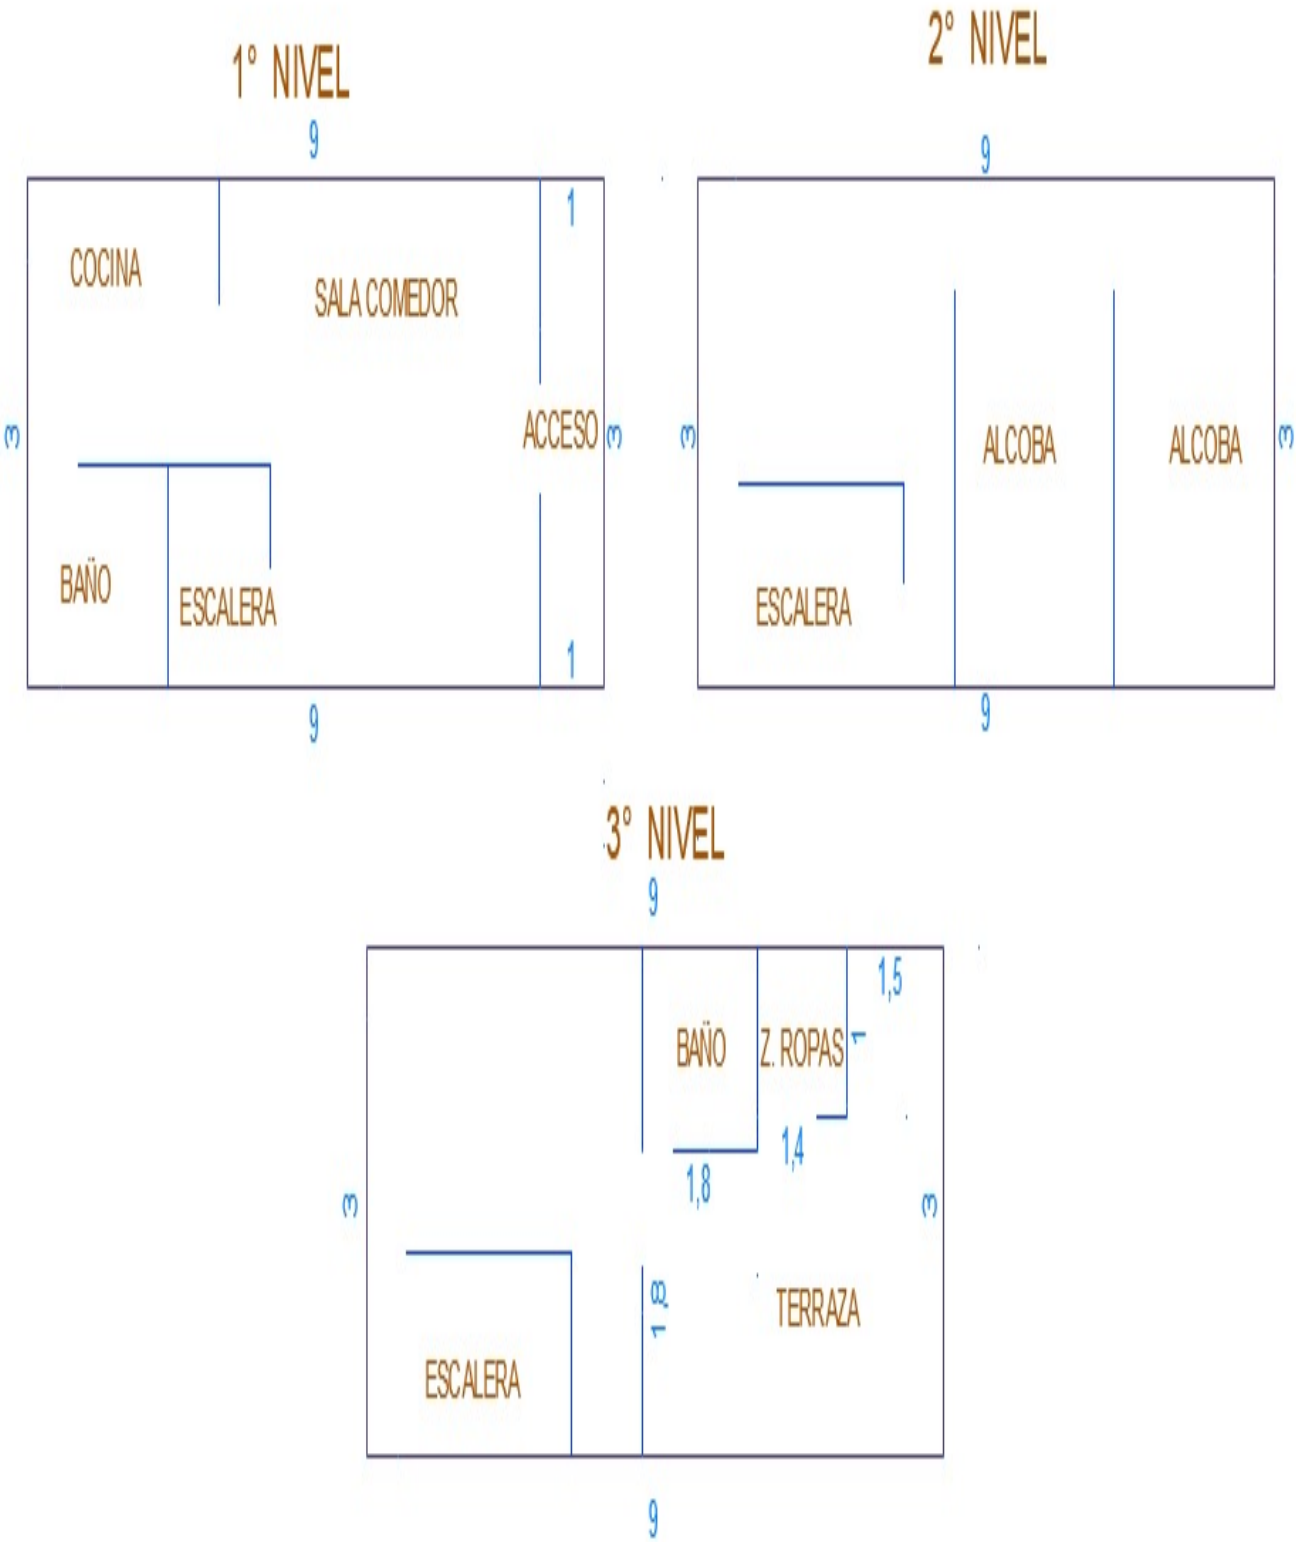 1° NIVEL
9
1
COCINA
SALA COMEDOR
3
ACCESO
3
BAÑO
ESCALERA
1
9
2° NIVEL
9
3
ALCOBA
ALCOBA
3
ESCALERA
9
3° NIVEL
9
1,5
BAÑO
Z. ROPAS
1
1,4
1,8
3
3
1,8
TERRAZA
ESCALERA
9